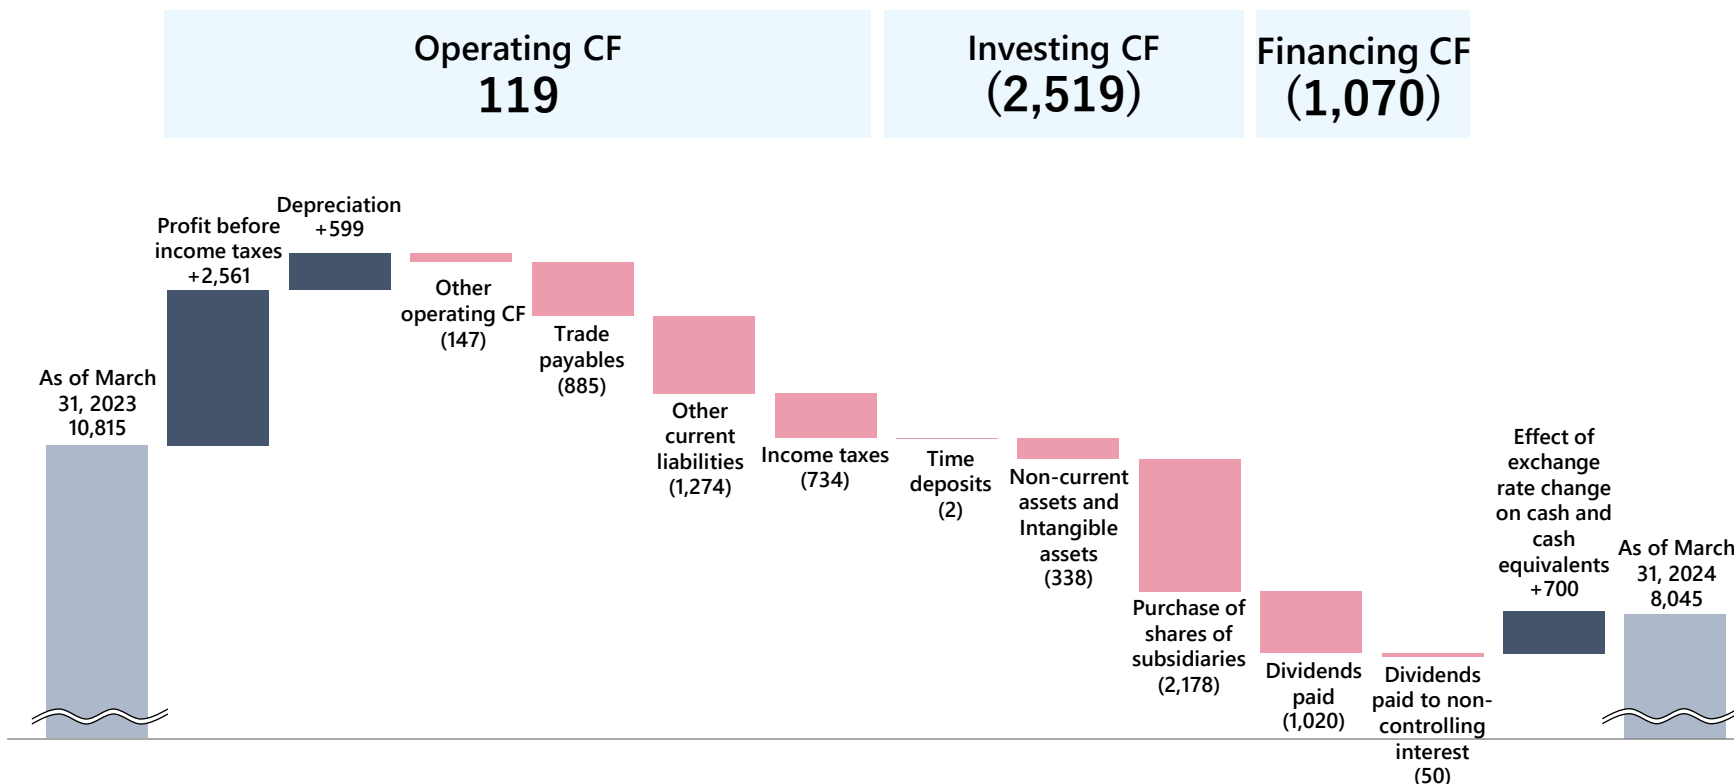 Operating CF
119
Investing CF
(2,519)
Financing CF
(1,070)
As of March
31, 2023
10,815
Profit before
income taxes
+2,561
Depreciation
+599
Other
operating CF
(147)
Trade
payables
(885)
Other
current
liabilities
(1,274)
Income taxes
(734)
Time
deposits
(2)
Non-current
assets and
Intangible
assets
(338)
Purchase of
shares of
subsidiaries
(2,178)
Dividends
paid
(1,020)
Dividends
paid to non-
controlling
interest
(50)
Effect of
exchange
rate change
on cash and
cash
equivalents
+700
As of March
31, 2024
8,045